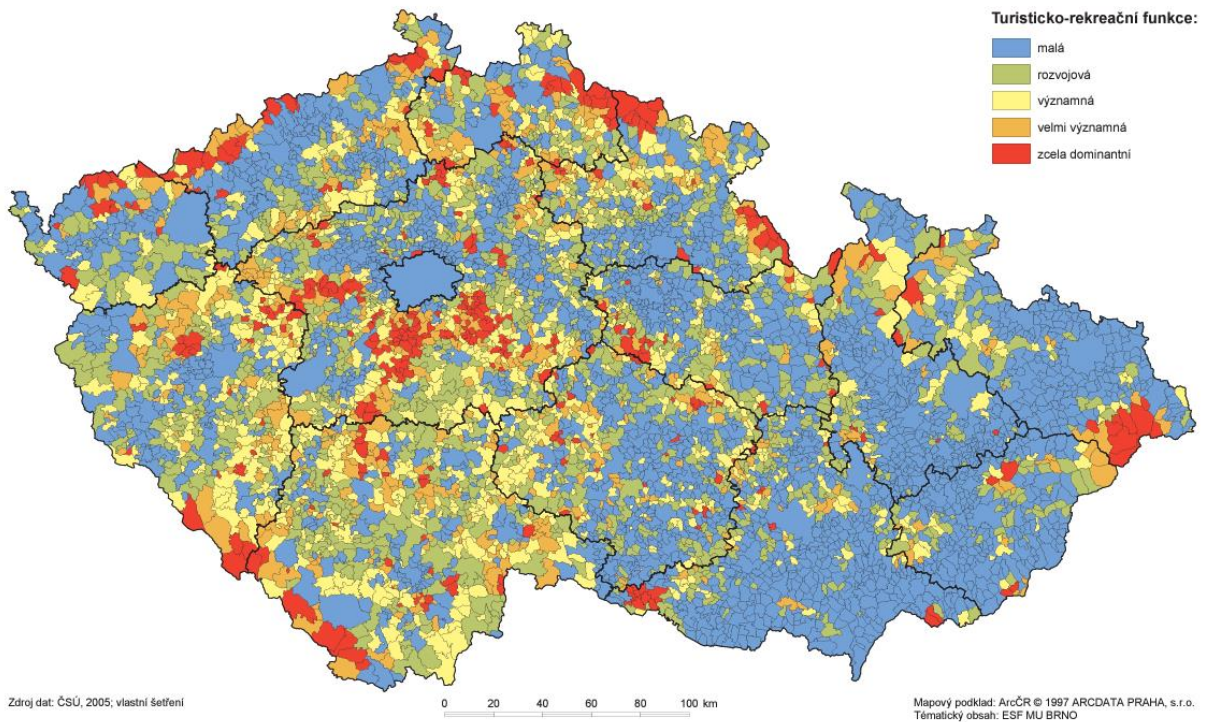 Turisticko-rekreační funkce:
malá
rozvojová
významná
velmi významná
zcela dominantní
Zdroj dat: ČSÚ, 2005; vlastní šetření
0 20 40 60 80 100 km
Mapový podklad: ArcČR © 1997 ARCDATA PRAHA, s.r.o.
Tématický obsah: ESF MU BRNO